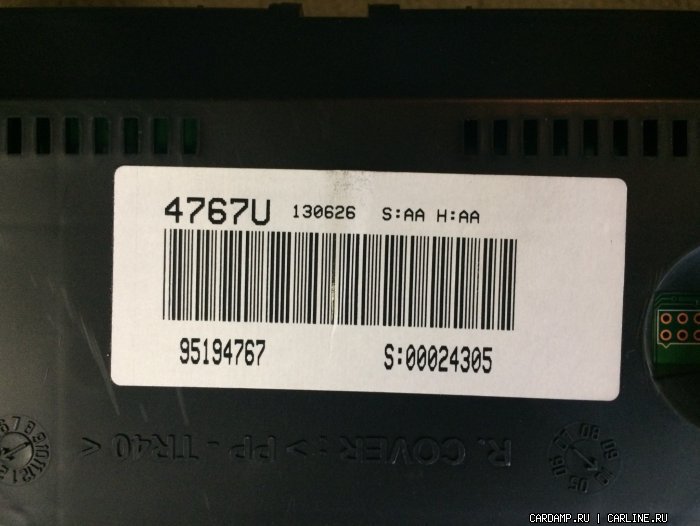 4767U 130626 S:AA H:AA
95194767 S:00024305
R. COVER : > PP - TR40 <
CARDAMP.RU | CARLINE.RU